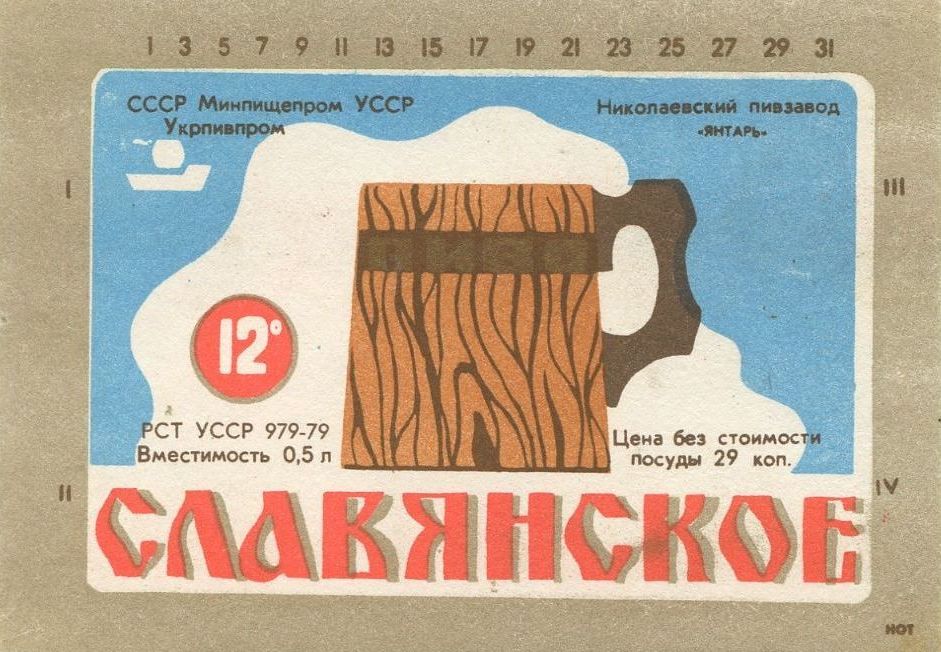 1 3 5 7 9 11 13 15 17 19 21 23 25 27 29 31
СССР Минпищепром УССР
Укрпивпром
Николаевский пивзавод
«ЯНТАРЬ»
I
III
ПИВО
12°
РСТ УССР 979-79
Вместимость 0,5 л
Цена без стоимости
посуды 29 коп.
II
IV
СЛАВЯНСКОЕ
НОТ